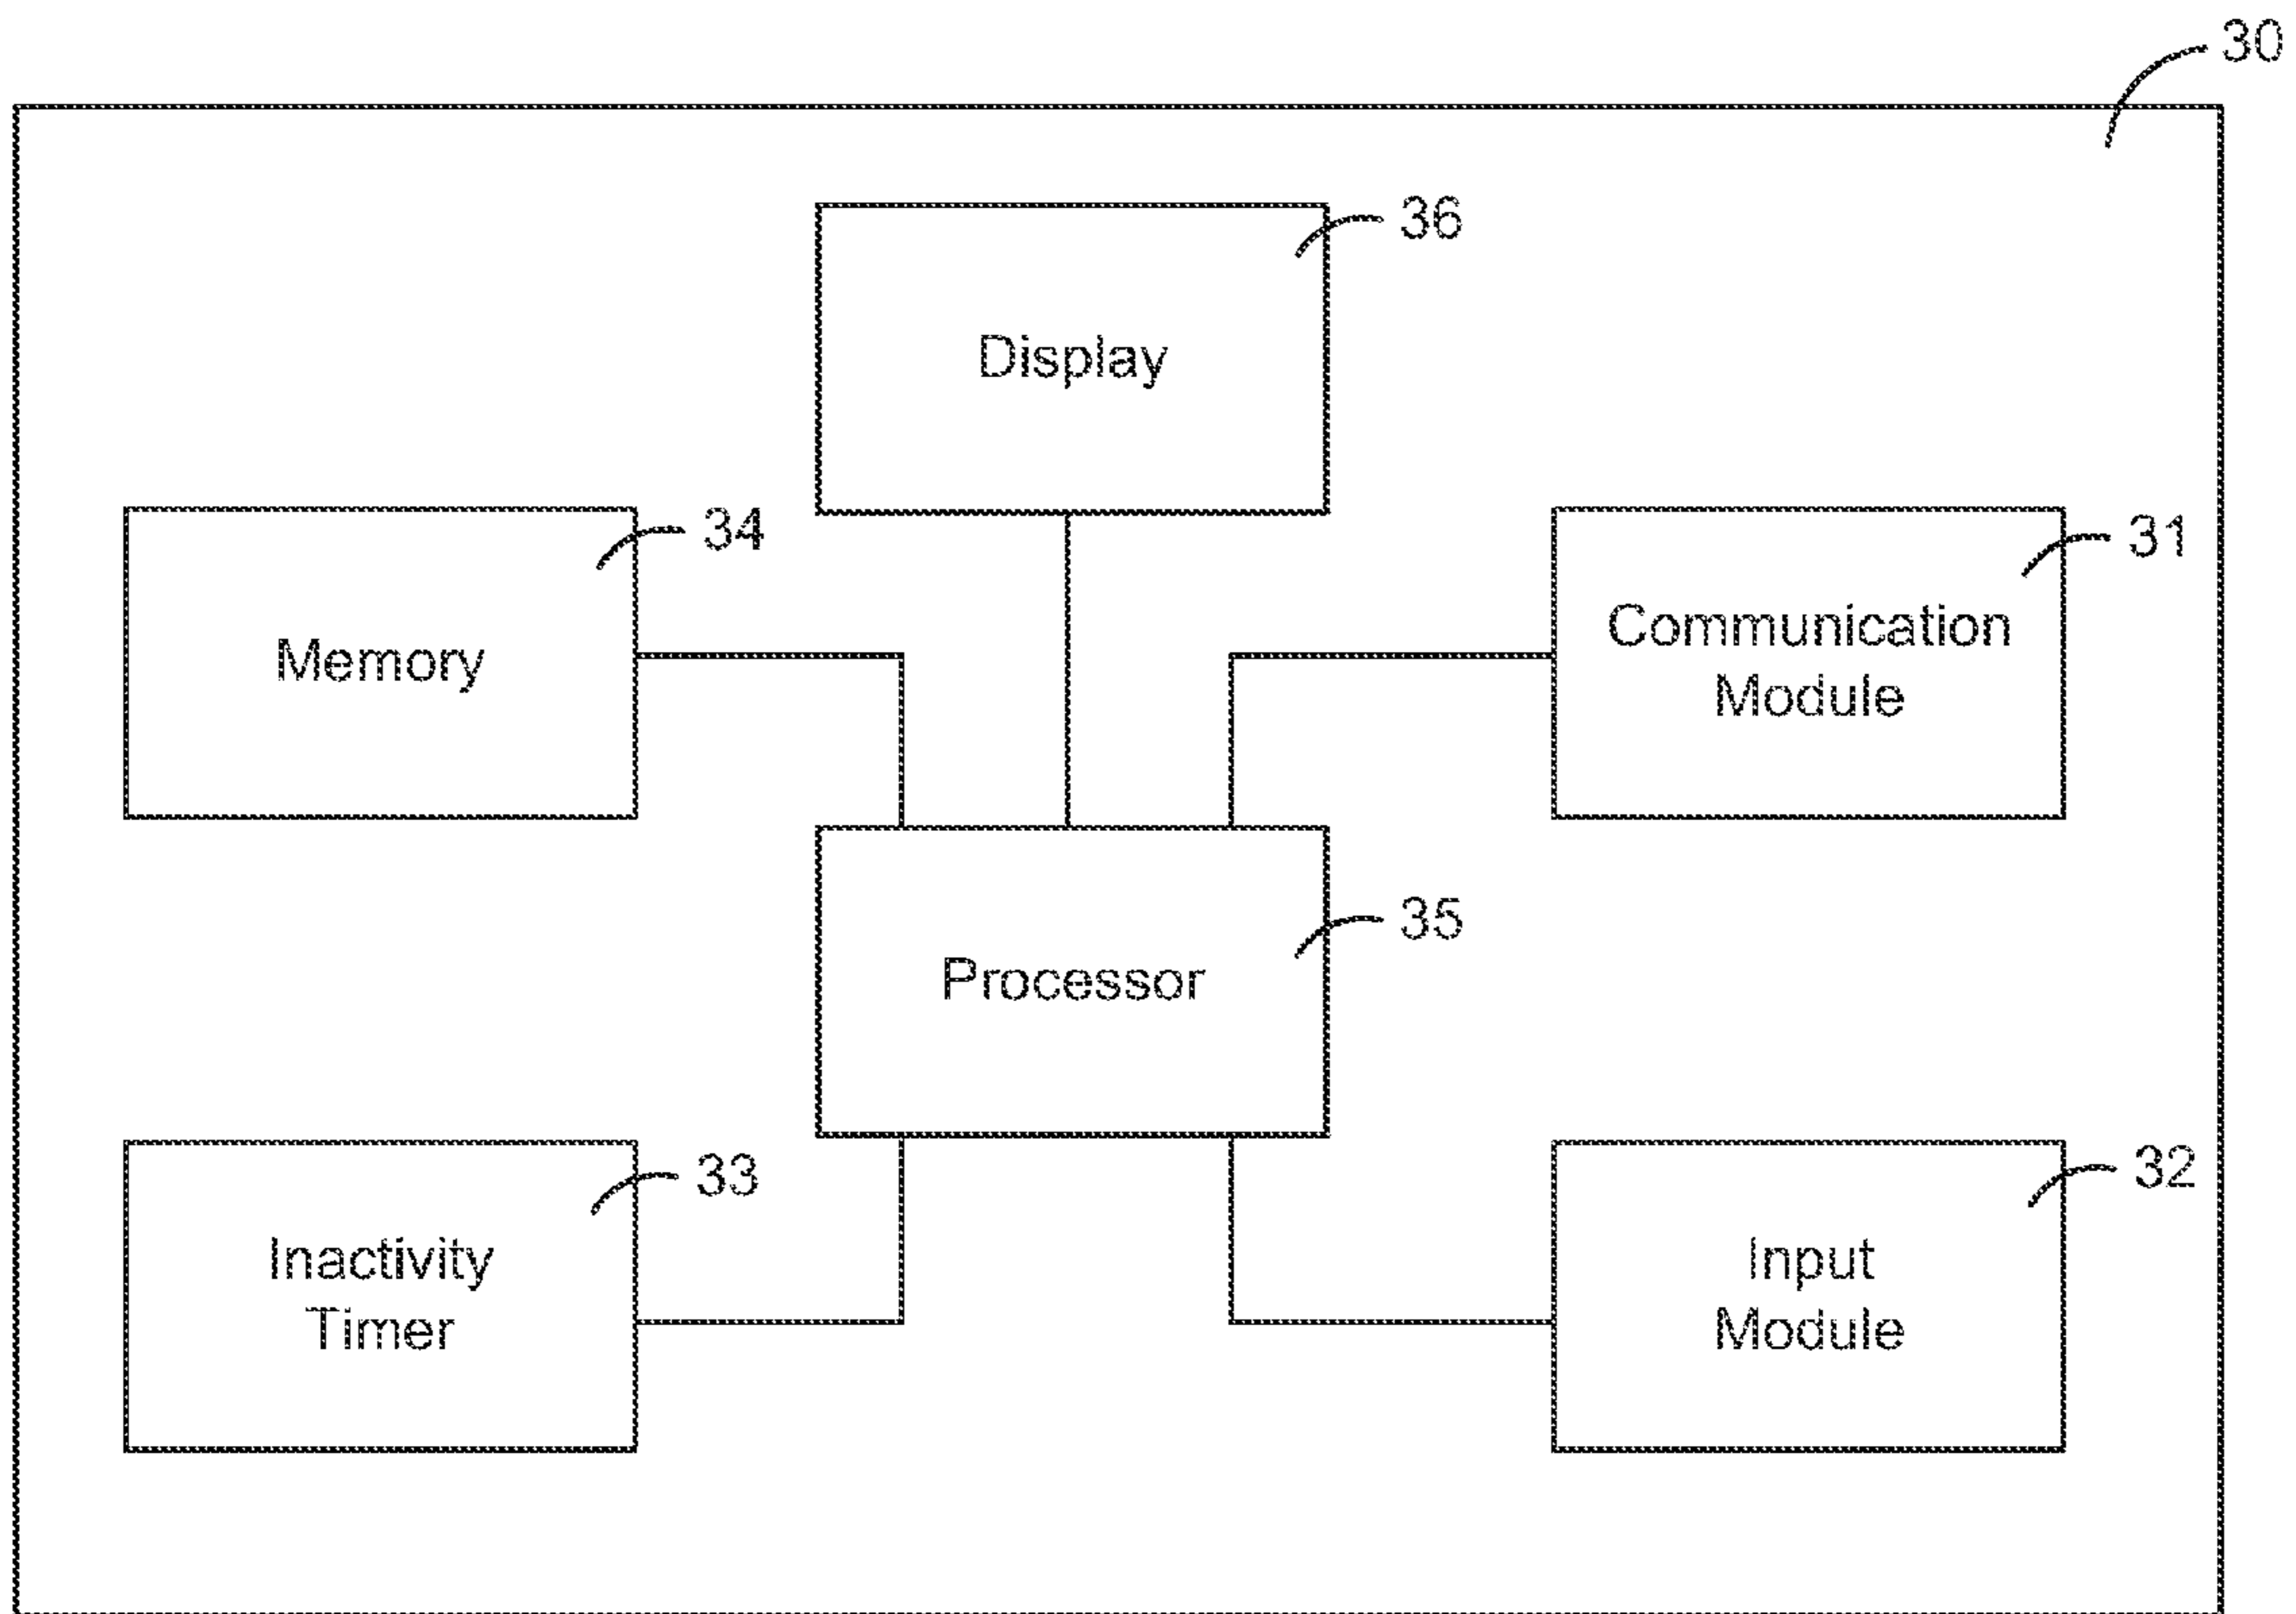 30
36
Display
34
Memory
31
Communication
Module
35
Processor
33
Inactivity
Timer
32
Input
Module